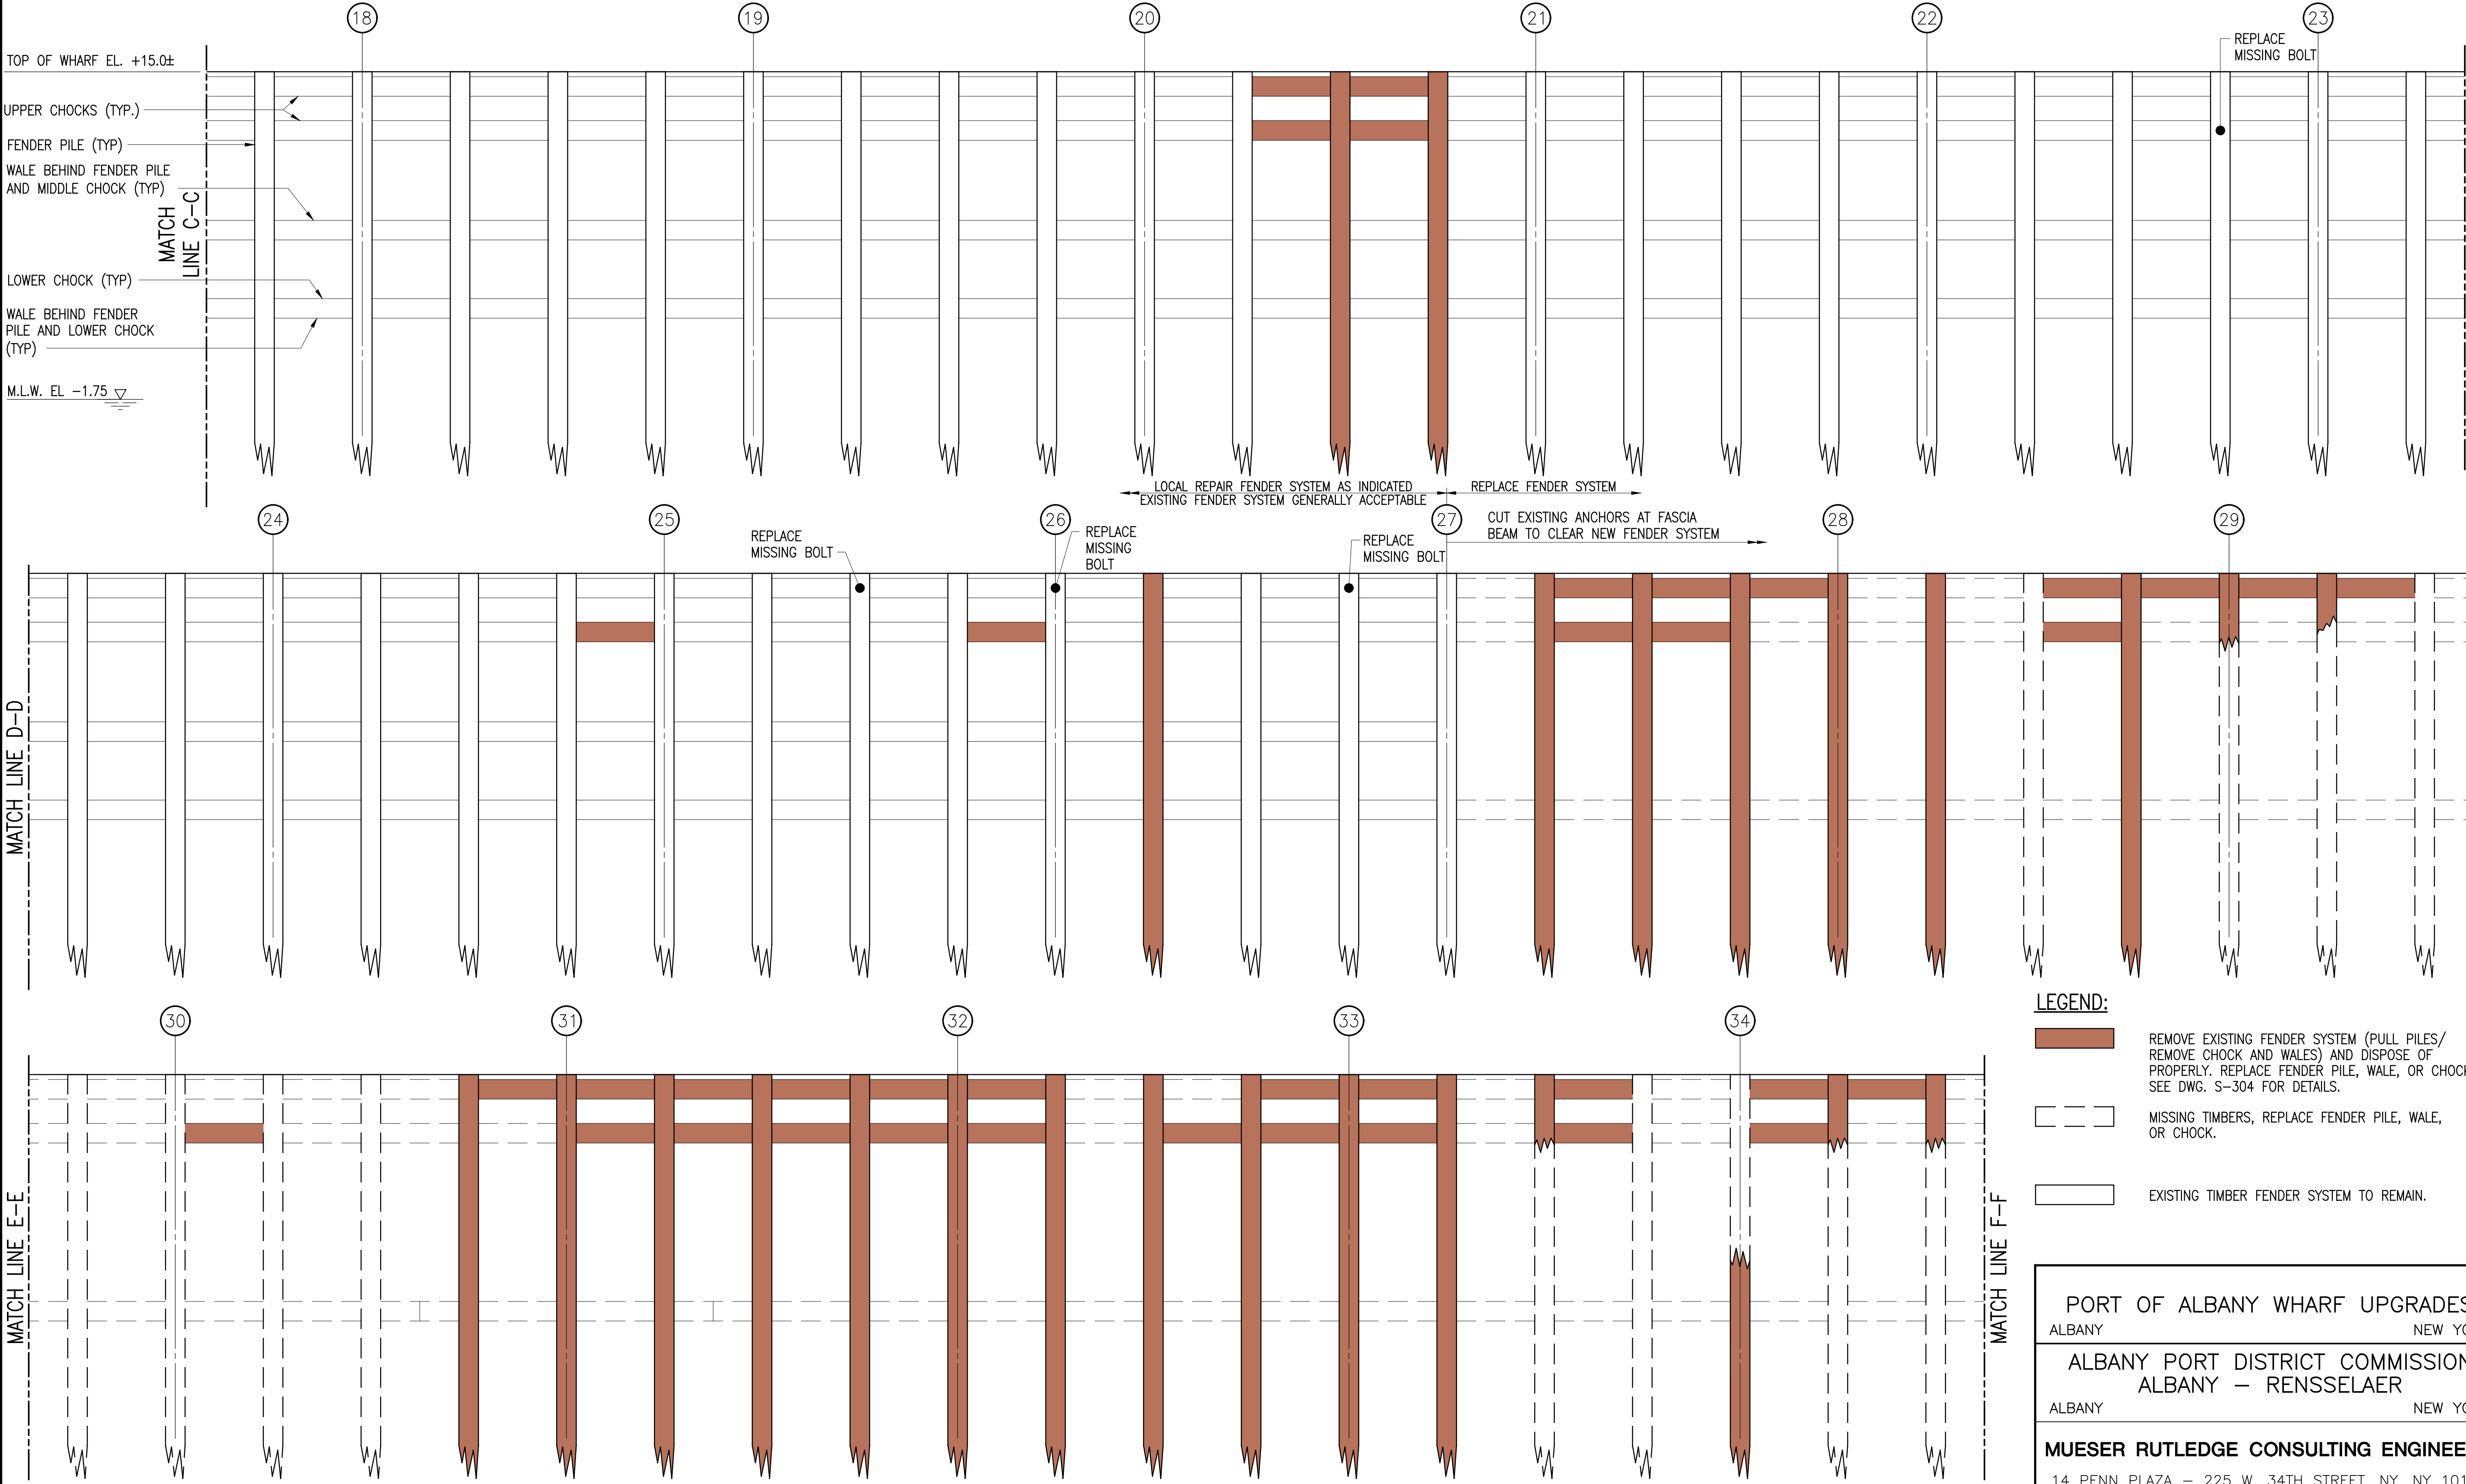 18
19
20
21
22
23
TOP OF WHARF EL. +15.0±
UPPER CHOCKS (TYP.)
FENDER PILE (TYP)
WALE BEHIND FENDER PILE
AND MIDDLE CHOCK (TYP)
MATCH
LINE C-C
LOWER CHOCK (TYP)
WALE BEHIND FENDER
PILE AND LOWER CHOCK
(TYP)
M.L.W. EL -1.75
REPLACE
MISSING BOLT
LOCAL REPAIR FENDER SYSTEM AS INDICATED
EXISTING FENDER SYSTEM GENERALLY ACCEPTABLE
REPLACE FENDER SYSTEM
CUT EXISTING ANCHORS AT FASCIA
BEAM TO CLEAR NEW FENDER SYSTEM
24
25
26
27
28
29
REPLACE
MISSING BOLT
REPLACE
MISSING
BOLT
REPLACE
MISSING BOLT
MATCH LINE D-D
30
31
32
33
34
MATCH LINE E-E
MATCH LINE F-F
LEGEND:
REMOVE EXISTING FENDER SYSTEM (PULL PILES/
REMOVE CHOCK AND WALES) AND DISPOSE OF
PROPERLY. REPLACE FENDER PILE, WALE, OR CHOCK
SEE DWG. S-304 FOR DETAILS.
MISSING TIMBERS, REPLACE FENDER PILE, WALE,
OR CHOCK.
EXISTING TIMBER FENDER SYSTEM TO REMAIN.
PORT OF ALBANY WHARF UPGRADES
ALBANY NEW
ALBANY PORT DISTRICT COMMISSION
ALBANY - RENSSELAER
ALBANY NEW
MUESER RUTLEDGE CONSULTING
14 PENN PLAZA - 225 W. 34TH STREET, NY, NY